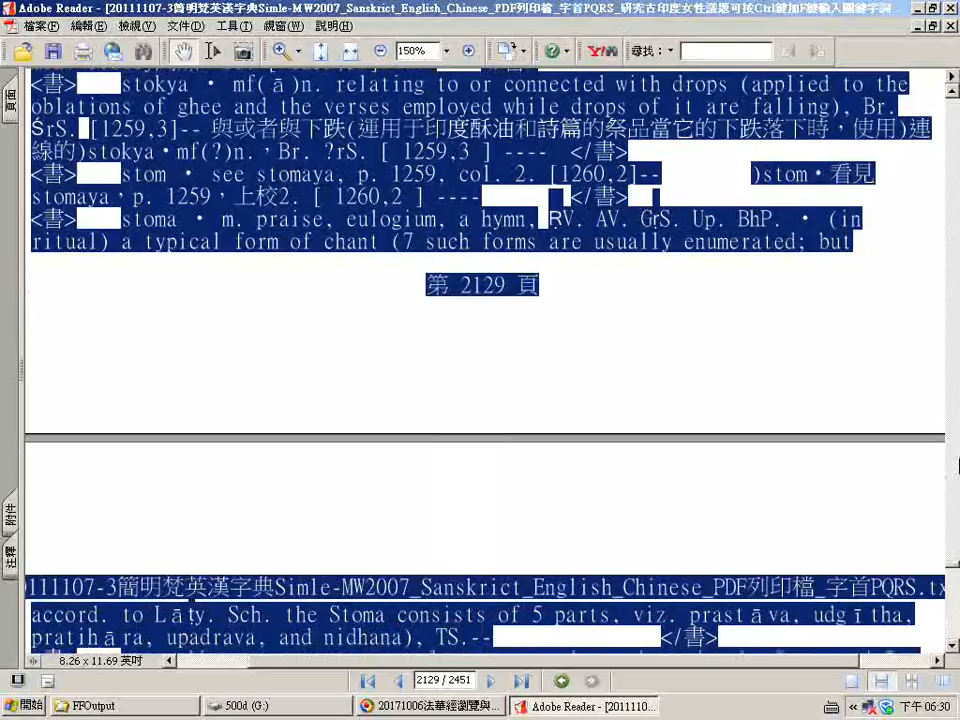 Adobe Reader - [20111107-3簡明梵英漢字典Simle-MW2007_Sanskrict_English_Chinese_PDF列印檔_字首PQRS_研究古印度女性議題可按Ctrl鍵加F鍵輸入關鍵字詞
檔案(F) 編輯(E) 檢視(V) 文件(D) 工具(T) 視窗(W) 說明(H)
150% Y! 尋找：
頁面
<書> stokya ‧ mf(ā)n. relating to or connected with drops (applied to the
oblations of ghee and the verses employed while drops of it are falling), Br.
ŚrS. [1259,3]-- 與或者與下跌(運用于印度酥油和詩篇的祭品當它的下跌落下時，使用)連
線的)stokya‧mf(?)n.，Br. ?rS. [ 1259,3 ] ---- </書>
<書> stom ‧ see stomaya, p. 1259, col. 2. [1260,2]-- )stom‧看見
stomaya，p. 1259，上校2. [ 1260,2 ] ---- </書>
<書> stoma ‧ m. praise, eulogium, a hymn, ṚV. AV. GṛS. Up. BhP. ‧ (in
ritual) a typical form of chant (7 such forms are usually enumerated; but
第 2129 頁
附件
註釋
111107-3簡明梵英漢字典Simle-MW2007_Sanskrict_English_Chinese_PDF列印檔_字首PQRS.tx
accord. to Lāṭy. Sch. the Stoma consists of 5 parts, viz. prastāva, udgītha,
pratihāra, upadrava, and nidhana), TS.-- </書>
8.26 x 11.69 英吋
2129 / 2451
開始 FFOutput 500d (G:) 20171006法華經瀏覽與... Adobe Reader - [2011110... 下午 06:30